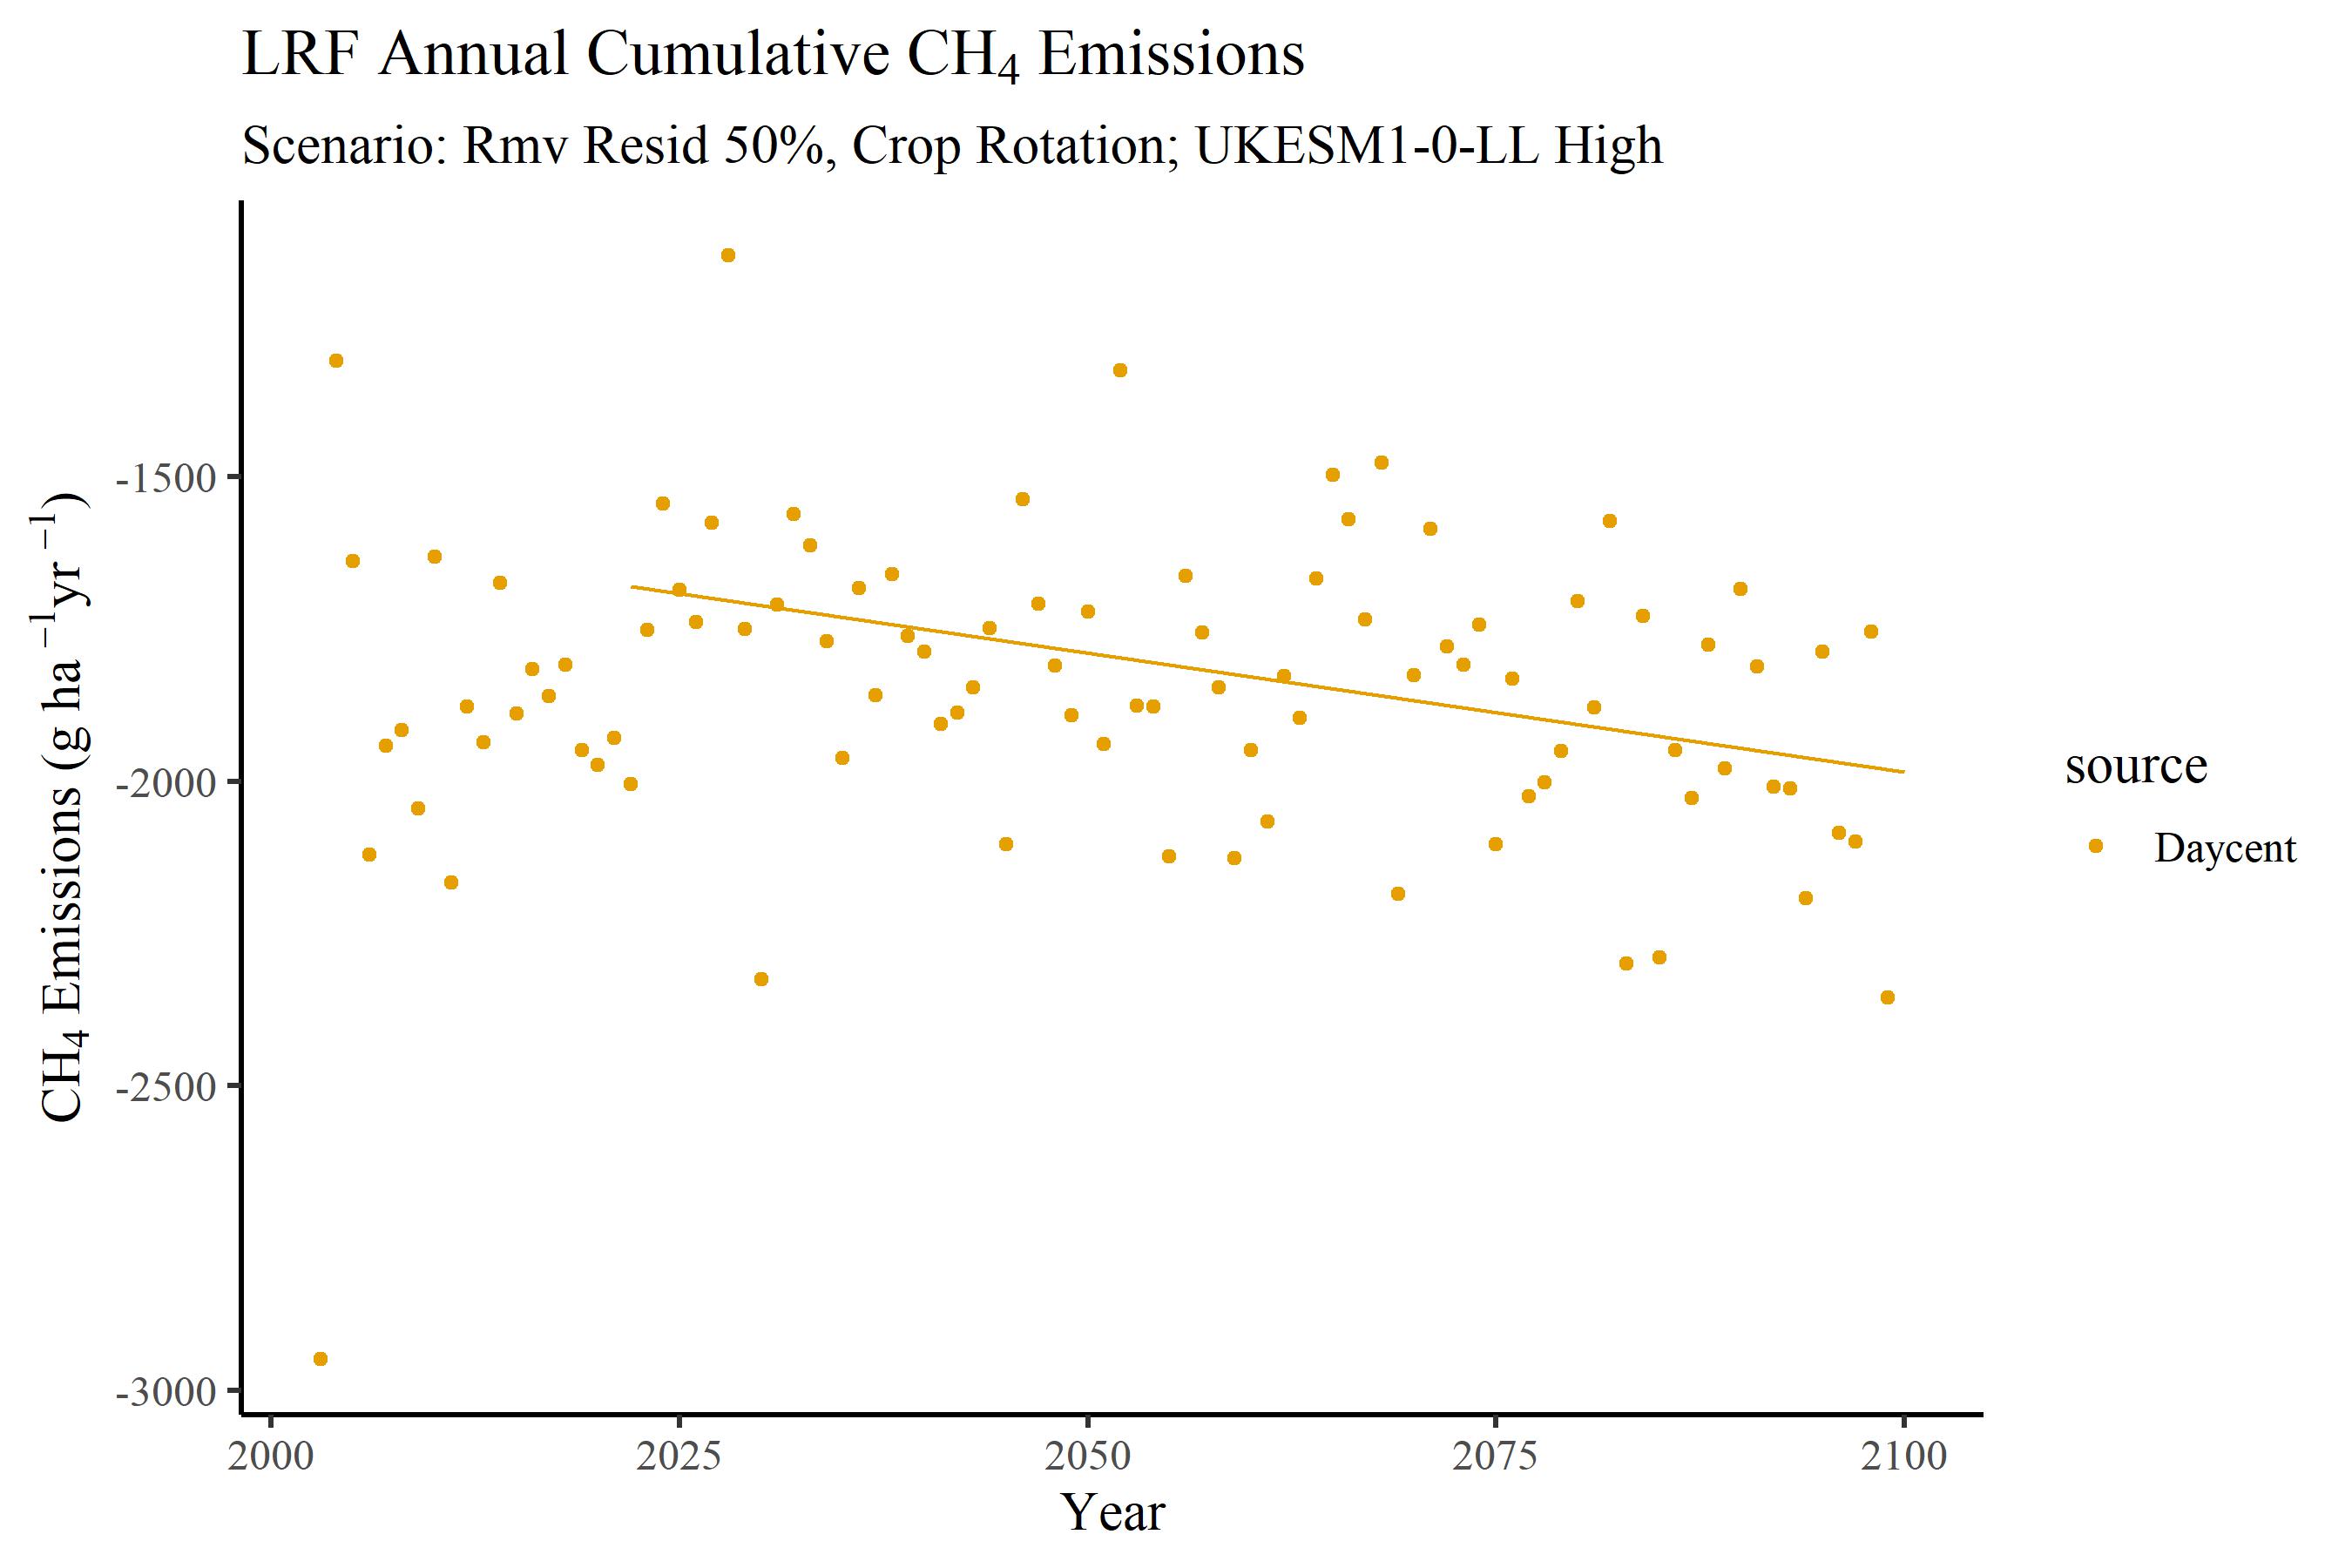 LRF Annual Cumulative CH₄ Emissions
Scenario: Rmv Resid 50%, Crop Rotation; UKESM1-0-LL High
CH₄ Emissions (g ha ⁻¹yr ⁻¹)
-1500
-2000
-2500
-3000
2000 2025 2050 2075 2100
Year
source
Daycent